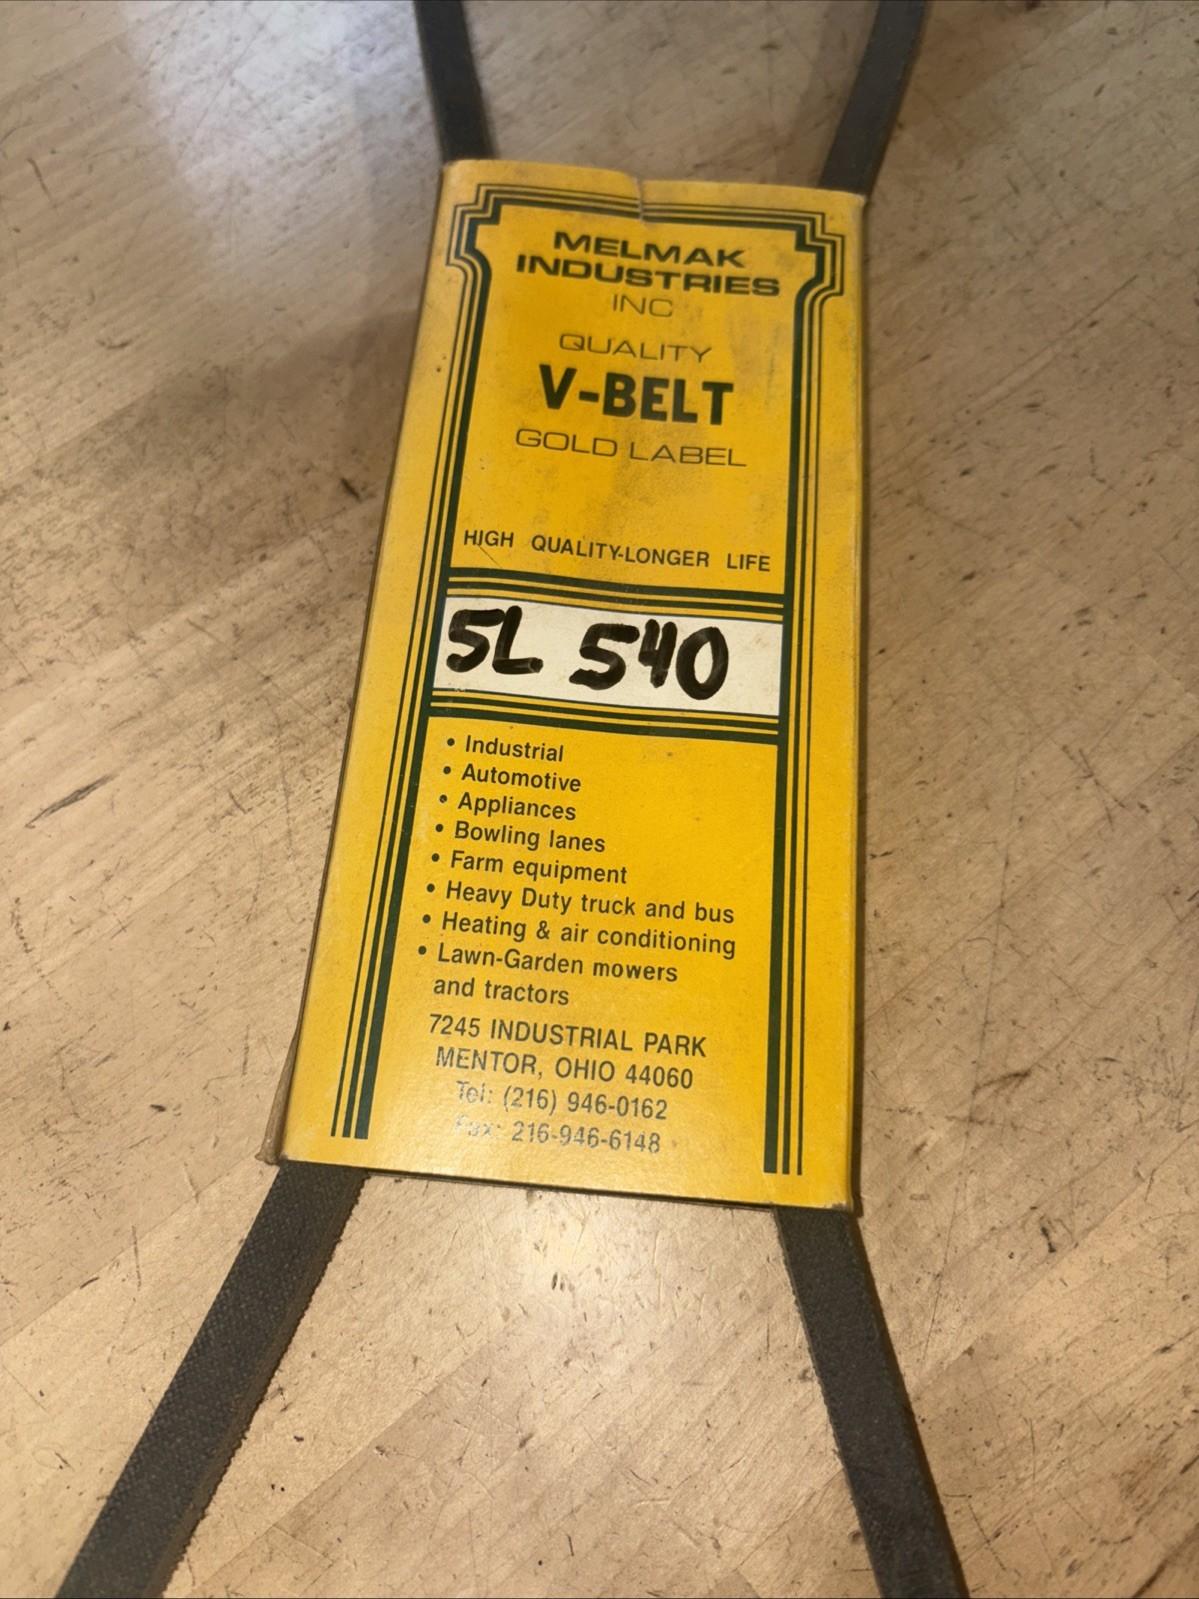 MELMAK
INDUSTRIES
INC
QUALITY
V-BELT
GOLD LABEL
HIGH QUALITY-LONGER LIFE
5L 540
• Industrial
• Automotive
• Appliances
• Bowling lanes
• Farm equipment
• Heavy Duty truck and bus
• Heating & air conditioning
• Lawn-Garden mowers
and tractors
7245 INDUSTRIAL PARK
MENTOR, OHIO 44060
Tel: (216) 946-0162
Fax: 216-946-6148